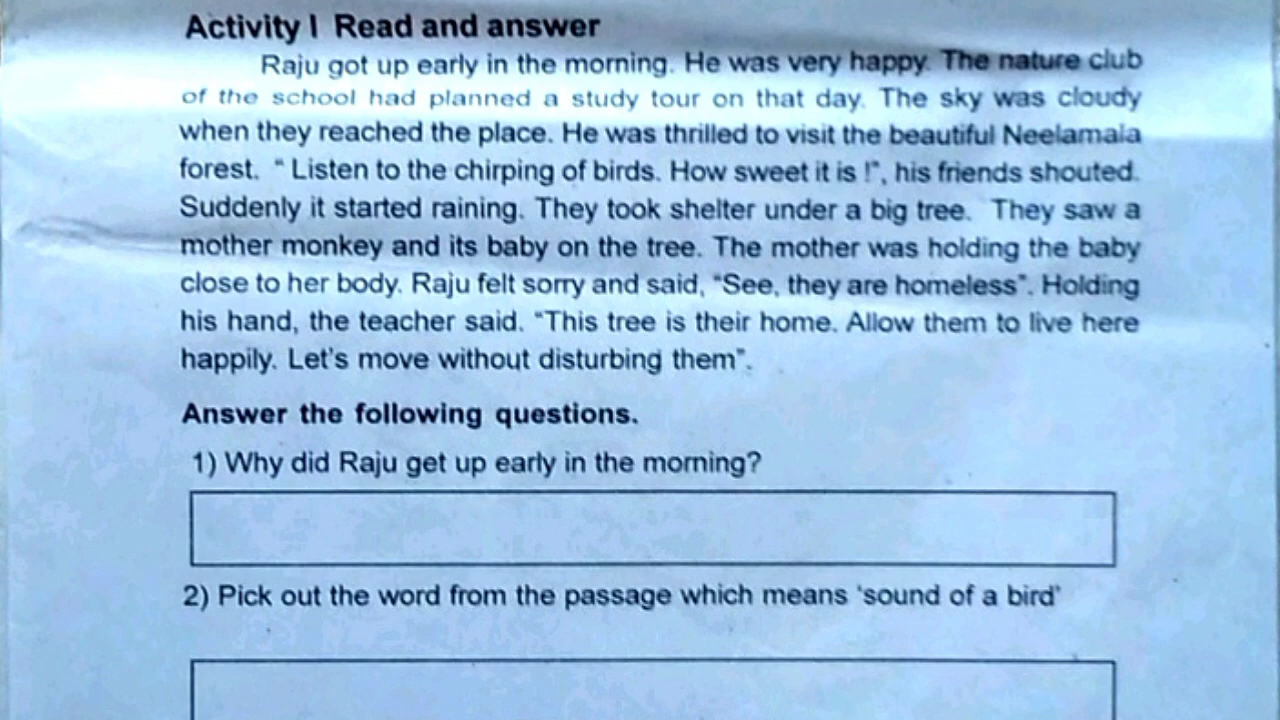 Activity I Read and answer
Raju got up early in the morning. He was very happy. The nature club
of the school had planned a study tour on that day. The sky was cloudy
when they reached the place. He was thrilled to visit the beautiful Neelamala
forest. “ Listen to the chirping of birds. How sweet it is !”, his friends shouted.
Suddenly it started raining. They took shelter under a big tree. They saw a
mother monkey and its baby on the tree. The mother was holding the baby
close to her body. Raju felt sorry and said, “See, they are homeless”. Holding
his hand, the teacher said. “This tree is their home. Allow them to live here
happily. Let's move without disturbing them”.
Answer the following questions.
1) Why did Raju get up early in the morning?
2) Pick out the word from the passage which means 'sound of a bird'